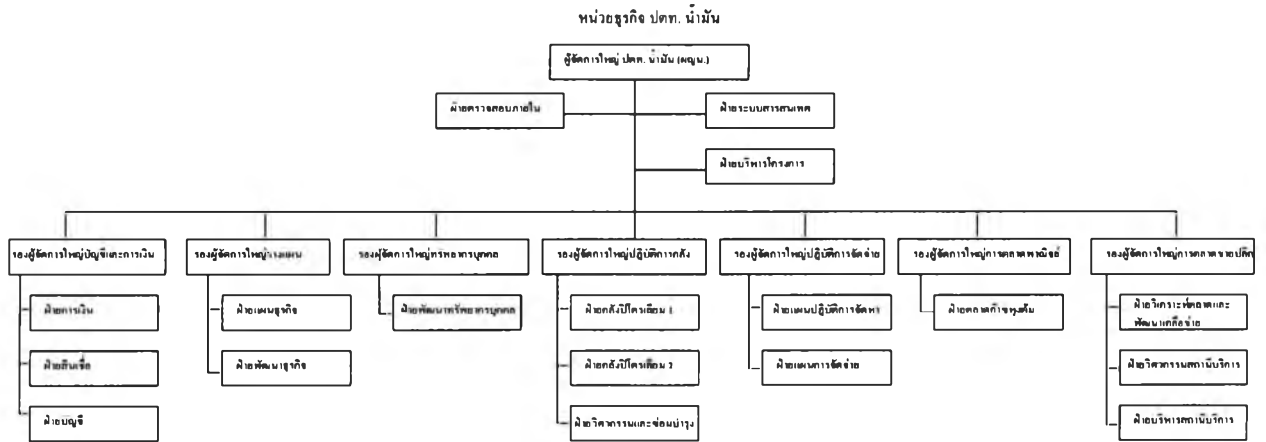 หน่วยธุรกิจ ปตท. น้ำมัน
ผู้จัดการใหญ่ ปตท. น้ำมัน (ผญน.)
ฝ่ายตรวจสอบภายใน
ฝ่ายระบบสารสนเทศ
ฝ่ายบริหารโครงการ
รองผู้จัดการใหญ่บัญชีและการเงิน
รองผู้จัดการใหญ่วางแผน
รองผู้จัดการใหญ่ทรัพยากรบุคคล
รองผู้จัดการใหญ่ปฏิบัติการคลัง
รองผู้จัดการใหญ่ปฏิบัติการจัดจ่าย
รองผู้จัดการใหญ่การตลาดพาณิชย์
รองผู้จัดการใหญ่การตลาดขายปลีก
ฝ่ายการเงิน
ฝ่ายสินเชื่อ
ฝ่ายบัญชี
ฝ่ายแผนธุรกิจ
ฝ่ายพัฒนาธุรกิจ
ฝ่ายพัฒนาทรัพยากรบุคคล
ฝ่ายคลังปิโตรเลียม 1
ฝ่ายคลังปิโตรเลียม 2
ฝ่ายวิศวกรรมและซ่อมบำรุง
ฝ่ายแผนปฏิบัติการจัดหา
ฝ่ายแผนการจัดจ่าย
ฝ่ายตลาดก๊าซหุงต้ม
ฝ่ายวิเคราะห์ตลาดและ
พัฒนาเครือข่าย
ฝ่ายวิศวกรรมสถานีบริการ
ฝ่ายบริหารสถานีบริการ